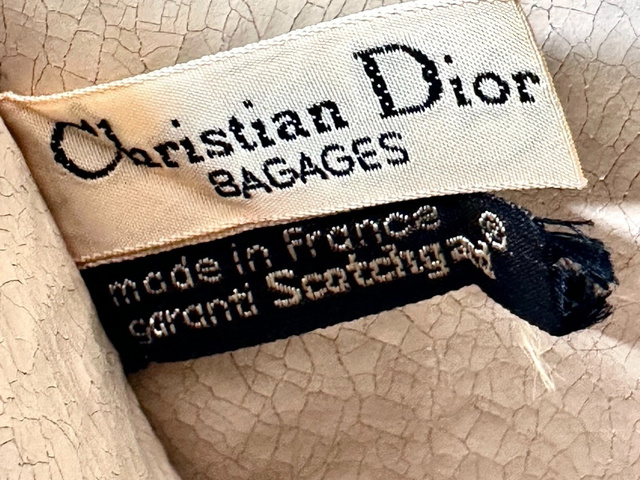 Christian Dior
BAGAGES
made in France
garanti Scotchgard®